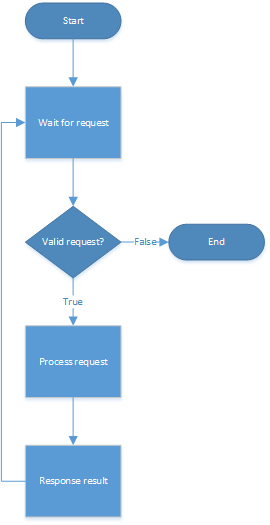 Start
Wait for request
Valid request?
False
End
True
Process request
Response result